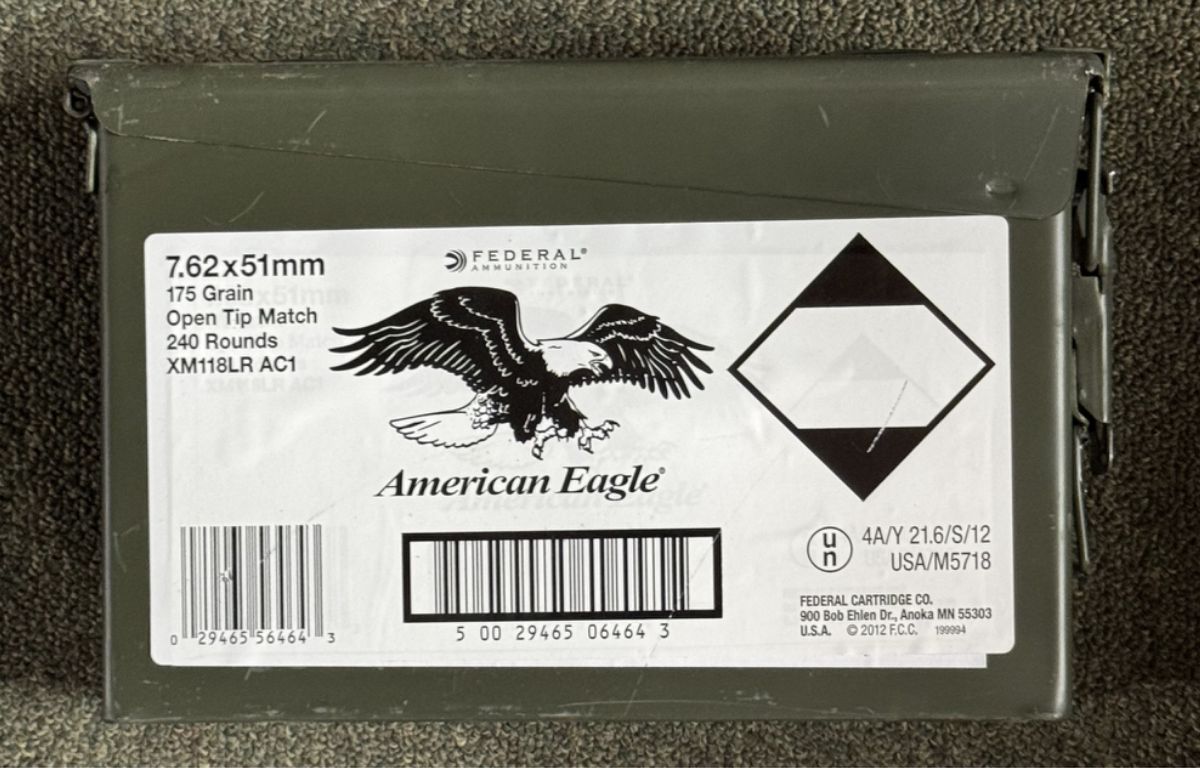 7.62x51mm
175 Grain
Open Tip Match
240 Rounds
XM118LR AC1
FEDERAL®
AMMUNITION
American Eagle®
0 29465 56464 3
5 00 29465 06464 3
u
n
4A/Y 21.6/S/12
USA/M5718
FEDERAL CARTRIDGE CO.
900 Bob Ehlen Dr., Anoka MN 55303
U.S.A. © 2012 F.C.C. 199994